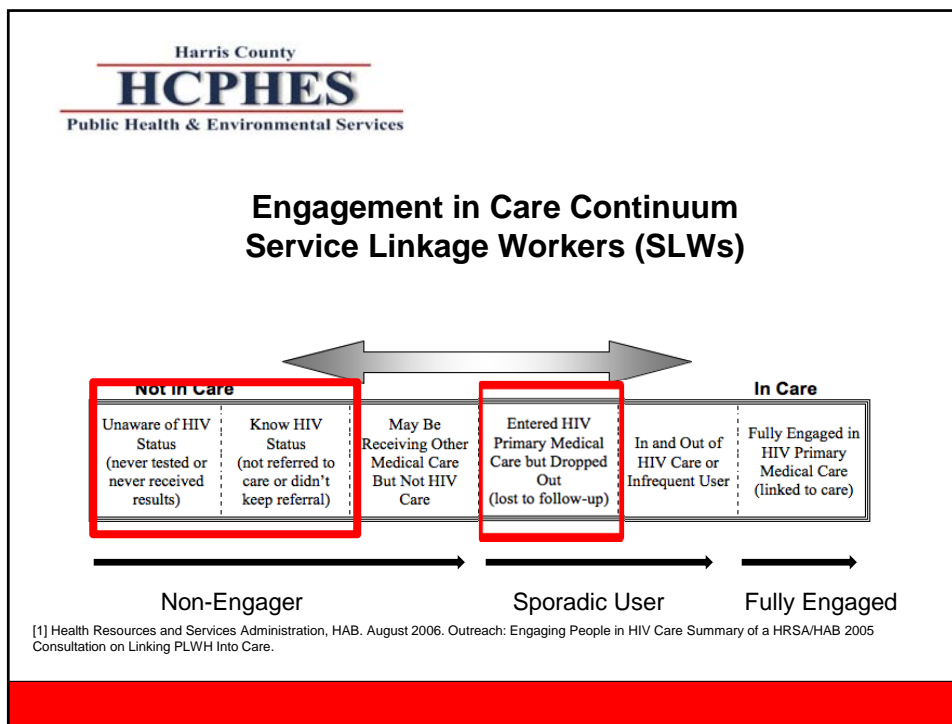 Harris County
HCPHES
Public Health & Environmental Services
Engagement in Care Continuum
Service Linkage Workers (SLWs)
Not in Care
In Care
Unaware of HIV
Status
(never tested or
never received
results)
Know HIV
Status
(not referred to
care or didn't
keep referral)
May Be
Receiving Other
Medical Care
But Not HIV
Care
Entered HIV
Primary Medical
Care but Dropped
Out
(lost to follow-up)
In and Out of
HIV Care or
Infrequent User
Fully Engaged in
HIV Primary
Medical Care
(linked to care)
Non-Engager
Sporadic User
Fully Engaged
[1] Health Resources and Services Administration, HAB. August 2006. Outreach: Engaging People in HIV Care Summary of a HRSA/HAB 2005
Consultation on Linking PLWH Into Care.